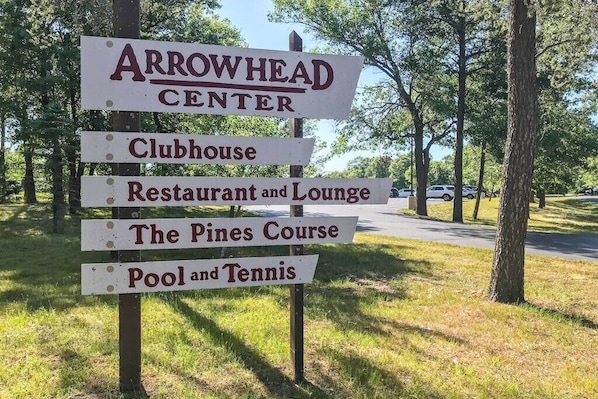 ARROWHEAD
CENTER
Clubhouse
Restaurant and Lounge
The Pines Course
Pool and Tennis